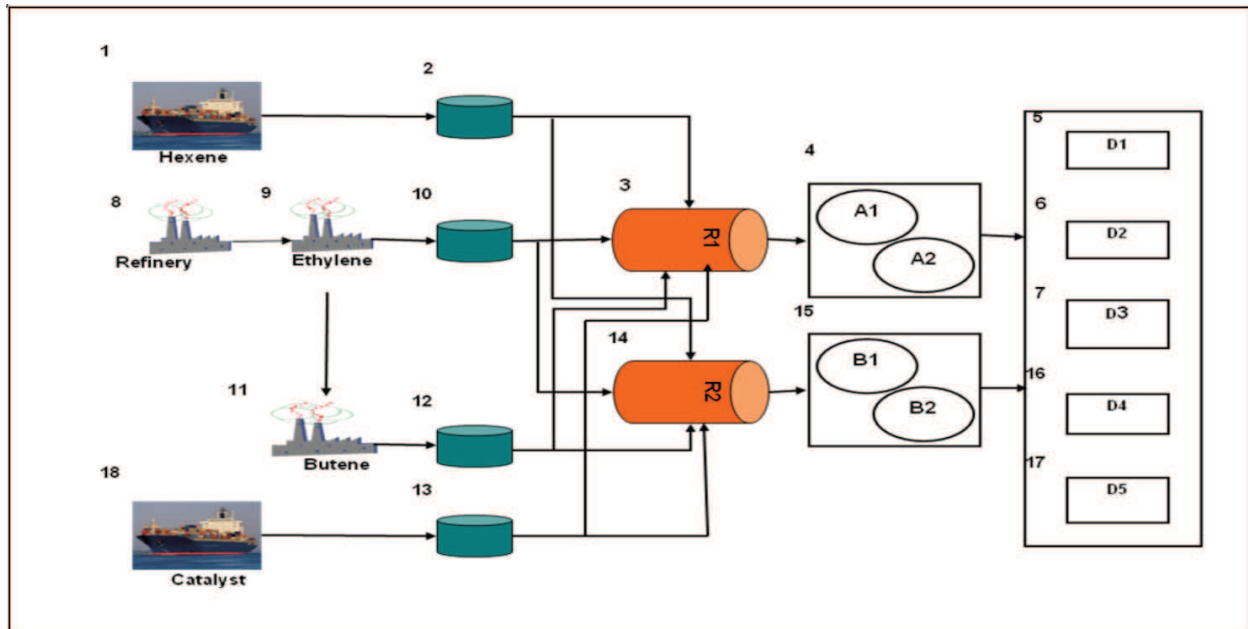 1
2
Hexene
3
4
5
D1
8
9
10
R1
A1
A2
6
D2
Refinery
Ethylene
7
D3
14
15
R2
B1
B2
16
D4
11
12
Butene
17
D5
18
13
Catalyst